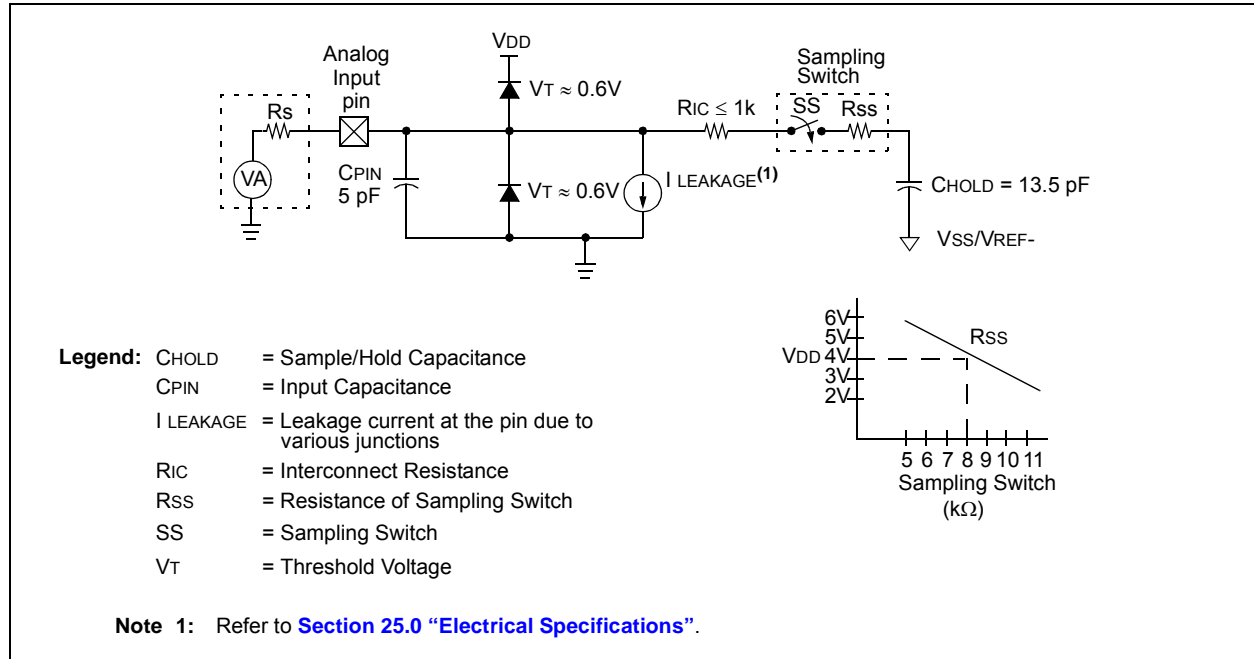 VDD
Analog
Input
pin
Sampling
Switch
VT ≈ 0.6V
Rs
RIC ≤ 1k
SS
Rss
VA
CPIN
5 pF
VT ≈ 0.6V
I LEAKAGE(1)
CHOLD = 13.5 pF
VSS/VREF-
6V
5V
VDD 4V
3V
2V
RSS
5 6 7 8 9 10 11
Sampling Switch
(kΩ)
Legend: CHOLD = Sample/Hold Capacitance
CPIN = Input Capacitance
I LEAKAGE = Leakage current at the pin due to
various junctions
RIC = Interconnect Resistance
RSS = Resistance of Sampling Switch
SS = Sampling Switch
VT = Threshold Voltage
Note 1: Refer to Section 25.0 “Electrical Specifications”.